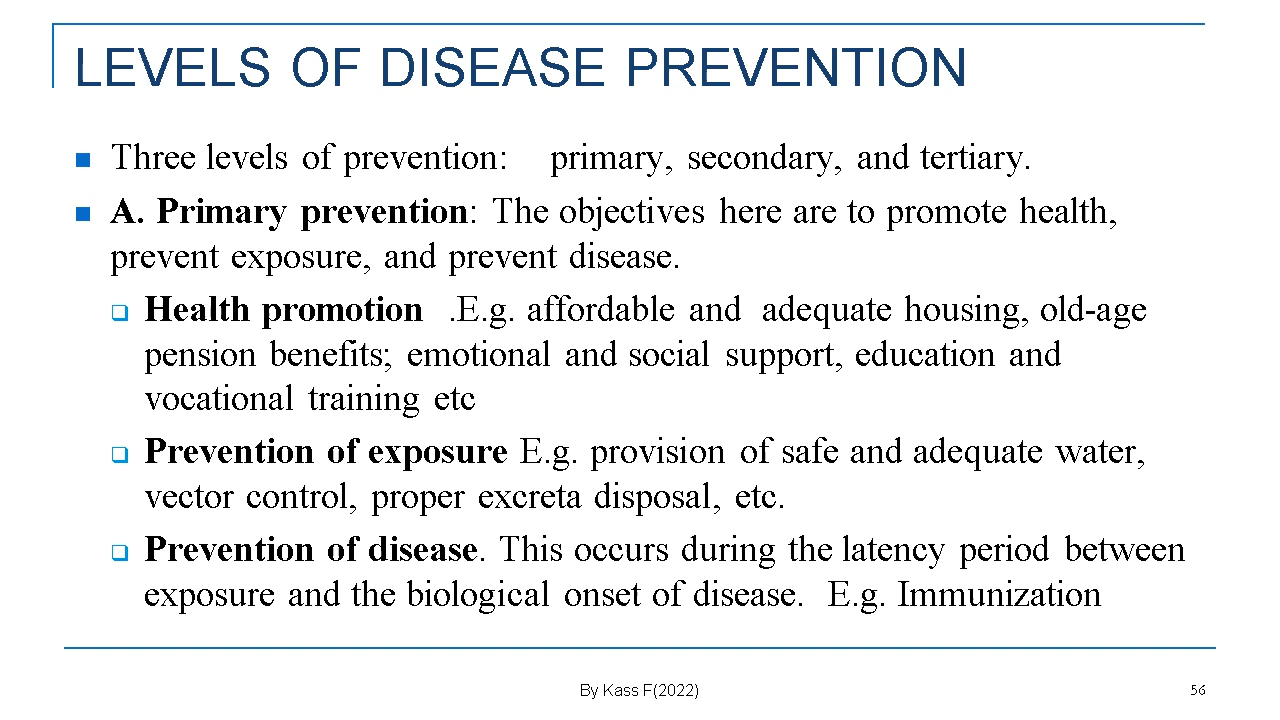 LEVELS OF DISEASE PREVENTION
Three levels of prevention: primary, secondary, and tertiary.
A. Primary prevention: The objectives here are to promote health,
prevent exposure, and prevent disease.
Health promotion .E.g. affordable and adequate housing, old-age
pension benefits; emotional and social support, education and
vocational training etc
Prevention of exposure E.g. provision of safe and adequate water,
vector control, proper excreta disposal, etc.
Prevention of disease. This occurs during the latency period between
exposure and the biological onset of disease. E.g. Immunization
By Kass F(2022)
56